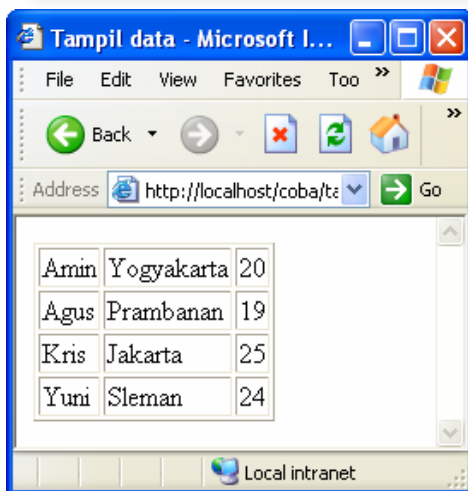 Tampil data - Microsoft I...
File Edit View Favorites Too »
Back »
Address http://localhost/coba/ta Go
Amin Yogyakarta 20
Agus Prambanan 19
Kris Jakarta 25
Yuni Sleman 24
Local intranet